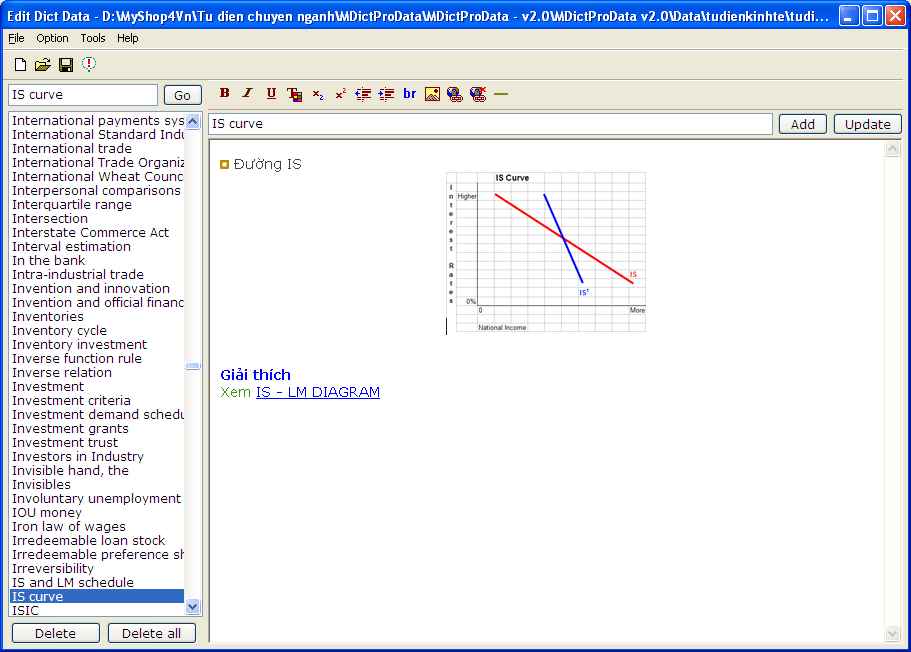 Edit Dict Data - D:\MyShop4Vn\Tu dien chuyen nganh\MDictProData\MDictProData - v2.0\MDictProData v2.0\Data\tudienkinhte\tudi...
File Option Tools Help
IS curve Go
B I U x₂ x² br
IS curve Add Update
International payments sys
International Standard Indu
International trade
International Trade Organiz
International Wheat Counc
Interpersonal comparisons
Interquartile range
Intersection
Interstate Commerce Act
Interval estimation
In the bank
Intra-industrial trade
Invention and innovation
Invention and official financ
Inventories
Inventory cycle
Inventory investment
Inverse function rule
Inverse relation
Investment
Investment criteria
Investment demand schedu
Investment grants
Investment trust
Investors in Industry
Invisible hand, the
Invisibles
Involuntary unemployment
IOU money
Iron law of wages
Irredeemable loan stock
Irredeemable preference sh
Irreversibility
IS and LM schedule
IS curve
ISIC
Delete Delete all
Đường IS
IS Curve
Interest Rates
Higher
IS
IS¹
0%
0 More
National Income
Giải thích
Xem IS - LM DIAGRAM